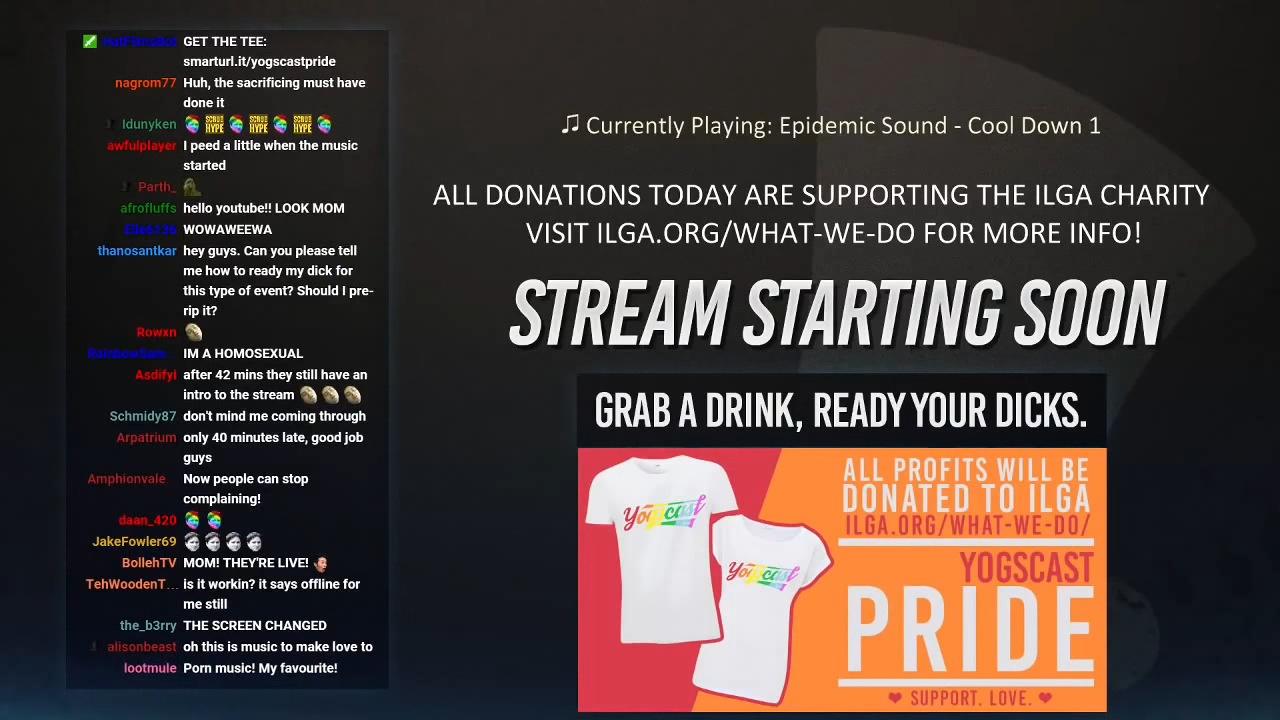 HatFilmsBot GET THE TEE:
smarturl.it/yogscastpride
nagrom77 Huh, the sacrificing must have
done it
Idunyken SCRUB HYPE SCRUB HYPE SCRUB HYPE
awfulplayer I peed a little when the music
started
Parth_
afrofluffs hello youtube!! LOOK MOM
Elle6136 WOWAWEEWA
thanosantkar hey guys. Can you please tell
me how to ready my dick for
this type of event? Should I pre-
rip it?
Rowxn
RainbowSam... IM A HOMOSEXUAL
Asdifyi after 42 mins they still have an
intro to the stream
Schmidy87 don't mind me coming through
Arpatrium only 40 minutes late, good job
guys
Amphionvale Now people can stop
complaining!
daan_420
JakeFowler69
BollehTV MOM! THEY'RE LIVE!
TehWoodenT... is it workin? it says offline for
me still
the_b3rry THE SCREEN CHANGED
alisonbeast oh this is music to make love to
lootmule Porn music! My favourite!
♫ Currently Playing: Epidemic Sound - Cool Down 1
ALL DONATIONS TODAY ARE SUPPORTING THE ILGA CHARITY
VISIT ILGA.ORG/WHAT-WE-DO FOR MORE INFO!
STREAM STARTING SOON
GRAB A DRINK, READY YOUR DICKS.
Yogscast
Yogscast
ALL PROFITS WILL BE
DONATED TO ILGA
ILGA.ORG/WHAT-WE-DO/
YOGSCAST
PRIDE
❤ SUPPORT. LOVE. ❤